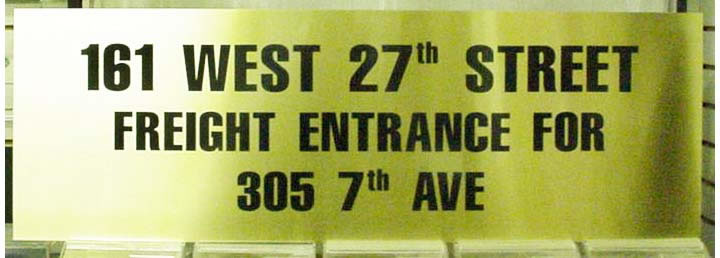 161 WEST 27th STREET
FREIGHT ENTRANCE FOR
305 7th AVE